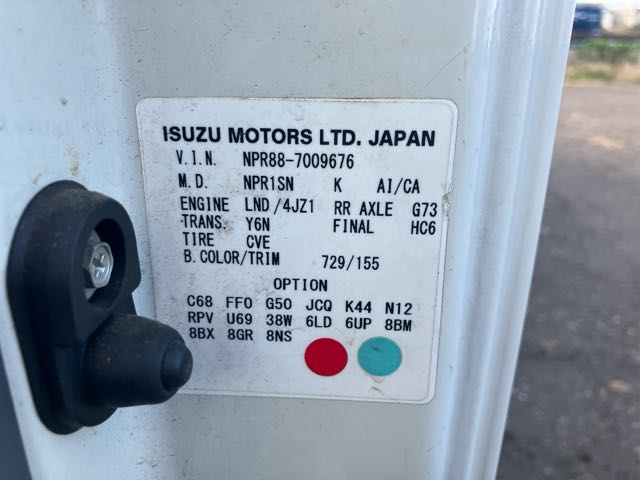 ISUZU MOTORS LTD. JAPAN
V.I.N. NPR88-7009676
M.D. NPR1SN K AI/CA
ENGINE LND/4JZ1 RR AXLE G73
TRANS. Y6N FINAL HC6
TIRE CVE
B.COLOR/TRIM 729/155
OPTION
C68 FF0 G50 JCQ K44 N12
RPV U69 38W 6LD 6UP 8BM
8BX 8GR 8NS